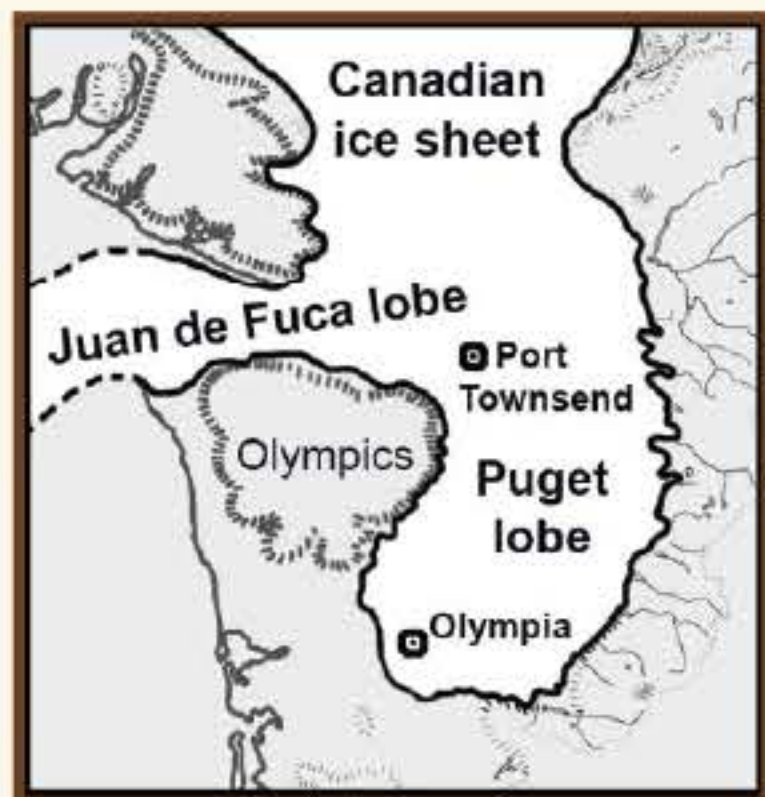 Canadian
ice sheet
Juan de Fuca lobe
Port
Townsend
Olympics
Puget
lobe
Olympia